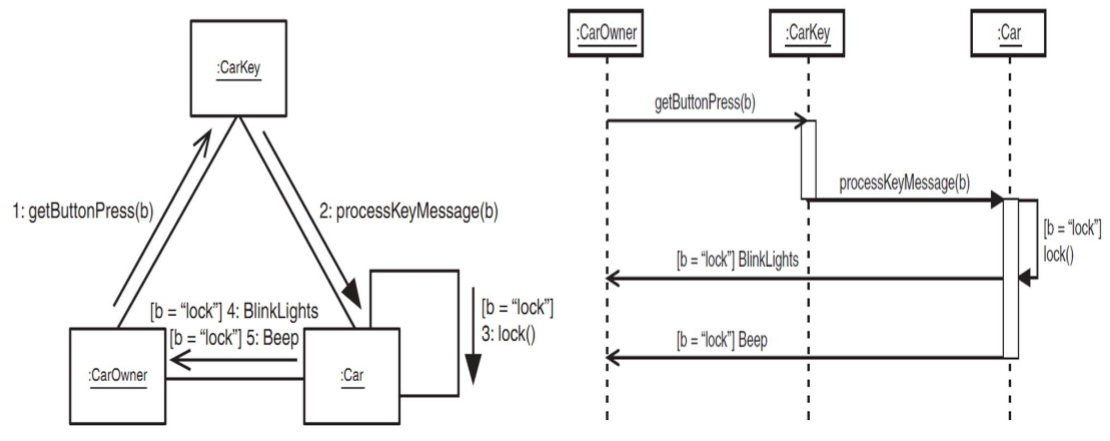 :CarKey
1: getButtonPress(b)
2: processKeyMessage(b)
[b = “lock”] 4: BlinkLights
[b = “lock”] 5: Beep
[b = “lock”]
3: lock()
:CarOwner
:Car
:CarOwner
:CarKey
:Car
getButtonPress(b)
processKeyMessage(b)
[b = “lock”]
lock()
[b = “lock”] BlinkLights
[b = “lock”] Beep